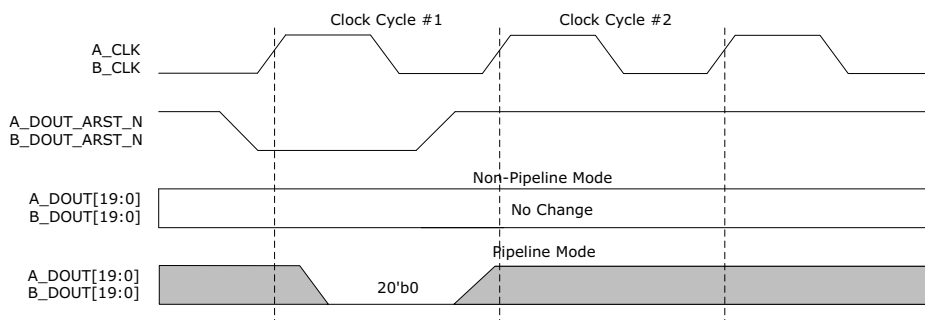 Clock Cycle #1
Clock Cycle #2
A_CLK
B_CLK
A_DOUT_ARST_N
B_DOUT_ARST_N
Non-Pipeline Mode
A_DOUT[19:0]
B_DOUT[19:0]
No Change
Pipeline Mode
A_DOUT[19:0]
B_DOUT[19:0]
20'b0